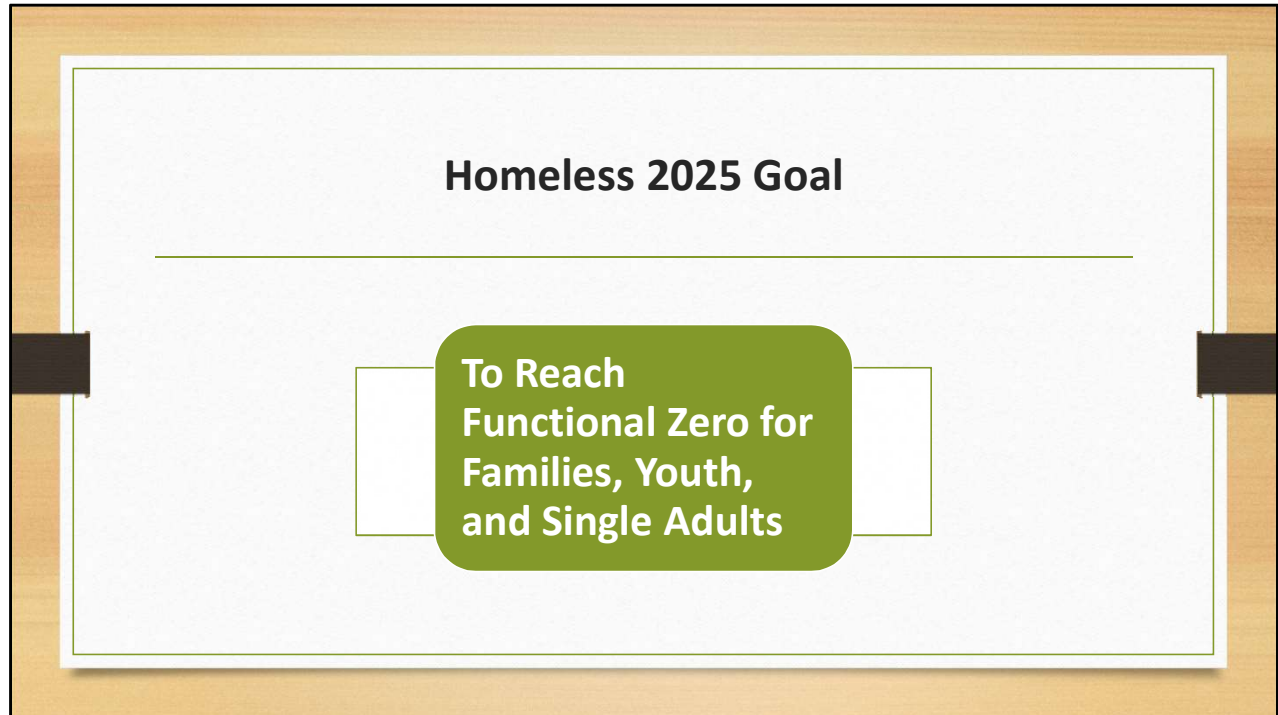 Homeless 2025 Goal
To Reach
Functional Zero for
Families, Youth,
and Single Adults